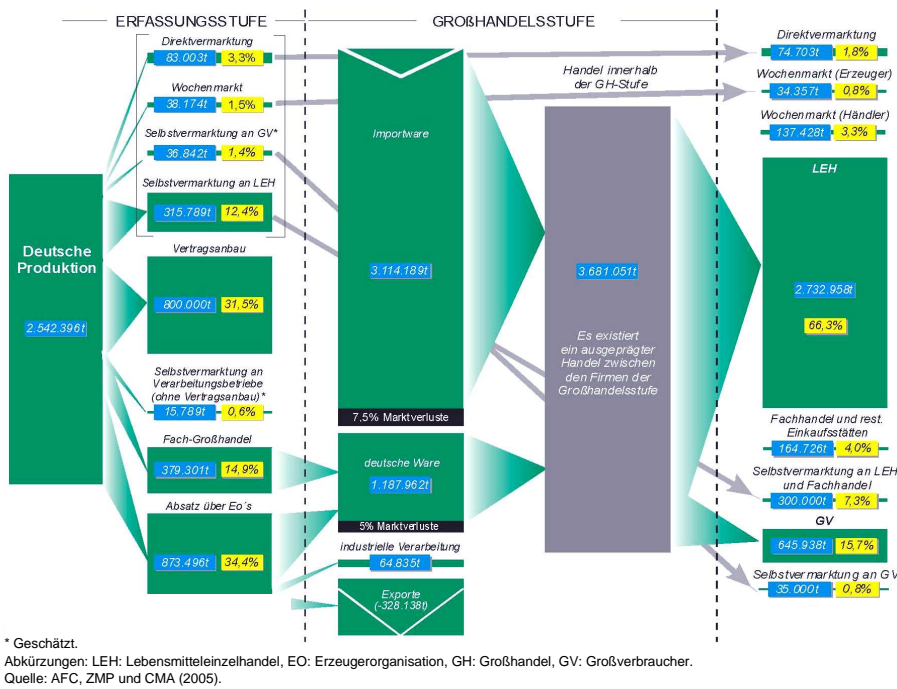 ERFASSUNGSSTUFE
GROßHANDELSSTUFE
Deutsche
Produktion
2.542.396t
Direktvermarktung
83.003t 3,3%
Wochenmarkt
38.174t 1,5%
Selbstvermarktung an GV*
36.842t 1,4%
Selbstvermarktung an LEH
315.789t 12,4%
Vertragsanbau
800.000t 31,5%
Selbstvermarktung an
Verarbeitungsbetriebe
(ohne Vertragsanbau)*
15.789t 0,6%
Fach-Großhandel
379.301t 14,9%
Absatz über Eo´s
873.496t 34,4%
Importware
3.114.189t
7,5% Marktverluste
deutsche Ware
1.187.962t
5% Marktverluste
industrielle Verarbeitung
64.835t
Exporte
(-328.138t)
Handel innerhalb
der GH-Stufe
3.681.051t
Es existiert
ein ausgeprägter
Handel zwischen
den Firmen der
Großhandelsstufe
Direktvermarktung
74.703t 1,8%
Wochenmarkt (Erzeuger)
34.357t 0,8%
Wochenmarkt (Händler)
137.428t 3,3%
LEH
2.732.958t
66,3%
Fachhandel und rest.
Einkaufsstätten
164.726t 4,0%
Selbstvermarktung an LEH
und Fachhandel
300.000t 7,3%
GV
645.938t 15,7%
Selbstvermarktung an GV
35.000t 0,8%
* Geschätzt.
Abkürzungen: LEH: Lebensmitteleinzelhandel, EO: Erzeugerorganisation, GH: Großhandel, GV: Großverbraucher.
Quelle: AFC, ZMP und CMA (2005).